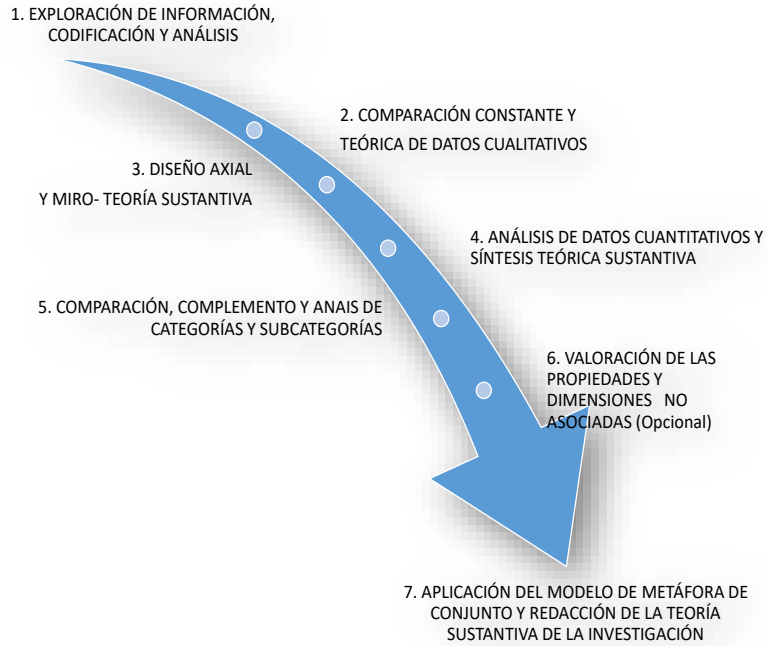 1. EXPLORACIÓN DE INFORMACIÓN,
CODIFICACIÓN Y ANÁLISIS
2. COMPARACIÓN CONSTANTE Y
TEÓRICA DE DATOS CUALITATIVOS
3. DISEÑO AXIAL
Y MIRO- TEORÍA SUSTANTIVA
4. ANÁLISIS DE DATOS CUANTITATIVOS Y
SÍNTESIS TEÓRICA SUSTANTIVA
5. COMPARACIÓN, COMPLEMENTO Y ANAIS DE
CATEGORÍAS Y SUBCATEGORÍAS
6. VALORACIÓN DE LAS
PROPIEDADES Y
DIMENSIONES NO
ASOCIADAS (Opcional)
7. APLICACIÓN DEL MODELO DE METÁFORA DE
CONJUNTO Y REDACCIÓN DE LA TEORÍA
SUSTANTIVA DE LA INVESTIGACIÓN